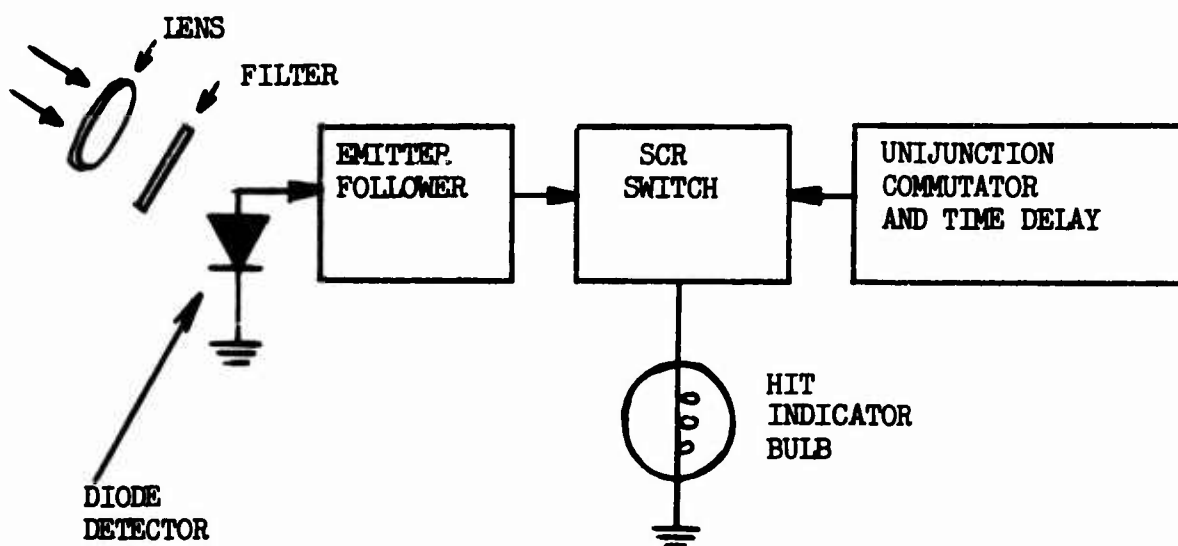 LENS
FILTER
EMITTER
FOLLOWER
SCR
SWITCH
UNIJUNCTION
COMMUTATOR
AND TIME DELAY
HIT
INDICATOR
BULB
DIODE
DETECTOR